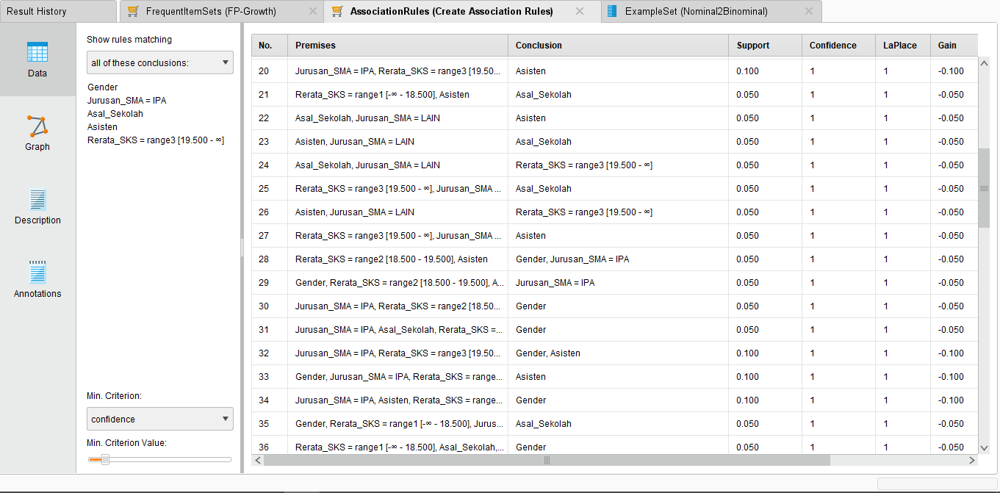 Result History
FrequentItemSets (FP-Growth)
AssociationRules (Create Association Rules)
ExampleSet (Nominal2Binominal)
Data
Graph
Description
Annotations
Show rules matching
all of these conclusions:
Gender
Jurusan_SMA = IPA
Asal_Sekolah
Asisten
Rerata_SKS = range3 [19.500 - ∞]
Min. Criterion:
confidence
Min. Criterion Value:
No. Premises Conclusion Support Confidence LaPlace Gain
20 Jurusan_SMA = IPA, Rerata_SKS = range3 [19.50... Asisten 0.100 1 1 -0.100
21 Rerata_SKS = range1 [-∞ - 18.500], Asisten Asal_Sekolah 0.050 1 1 -0.050
22 Asal_Sekolah, Jurusan_SMA = LAIN Asisten 0.050 1 1 -0.050
23 Asisten, Jurusan_SMA = LAIN Asal_Sekolah 0.050 1 1 -0.050
24 Asal_Sekolah, Jurusan_SMA = LAIN Rerata_SKS = range3 [19.500 - ∞] 0.050 1 1 -0.050
25 Rerata_SKS = range3 [19.500 - ∞], Jurusan_SMA ... Asal_Sekolah 0.050 1 1 -0.050
26 Asisten, Jurusan_SMA = LAIN Rerata_SKS = range3 [19.500 - ∞] 0.050 1 1 -0.050
27 Rerata_SKS = range3 [19.500 - ∞], Jurusan_SMA ... Asisten 0.050 1 1 -0.050
28 Rerata_SKS = range2 [18.500 - 19.500], Asisten Gender, Jurusan_SMA = IPA 0.050 1 1 -0.050
29 Gender, Rerata_SKS = range2 [18.500 - 19.500], A... Jurusan_SMA = IPA 0.050 1 1 -0.050
30 Jurusan_SMA = IPA, Rerata_SKS = range2 [18.50... Gender 0.050 1 1 -0.050
31 Jurusan_SMA = IPA, Asal_Sekolah, Rerata_SKS =... Gender 0.050 1 1 -0.050
32 Jurusan_SMA = IPA, Rerata_SKS = range3 [19.50... Gender, Asisten 0.100 1 1 -0.100
33 Gender, Jurusan_SMA = IPA, Rerata_SKS = range... Asisten 0.100 1 1 -0.100
34 Jurusan_SMA = IPA, Asisten, Rerata_SKS = range... Gender 0.100 1 1 -0.100
35 Gender, Rerata_SKS = range1 [-∞ - 18.500], Jurus... Asal_Sekolah 0.050 1 1 -0.050
36 Rerata_SKS = range1 [-∞ - 18.500], Asal_Sekolah,... Gender 0.050 1 1 -0.050